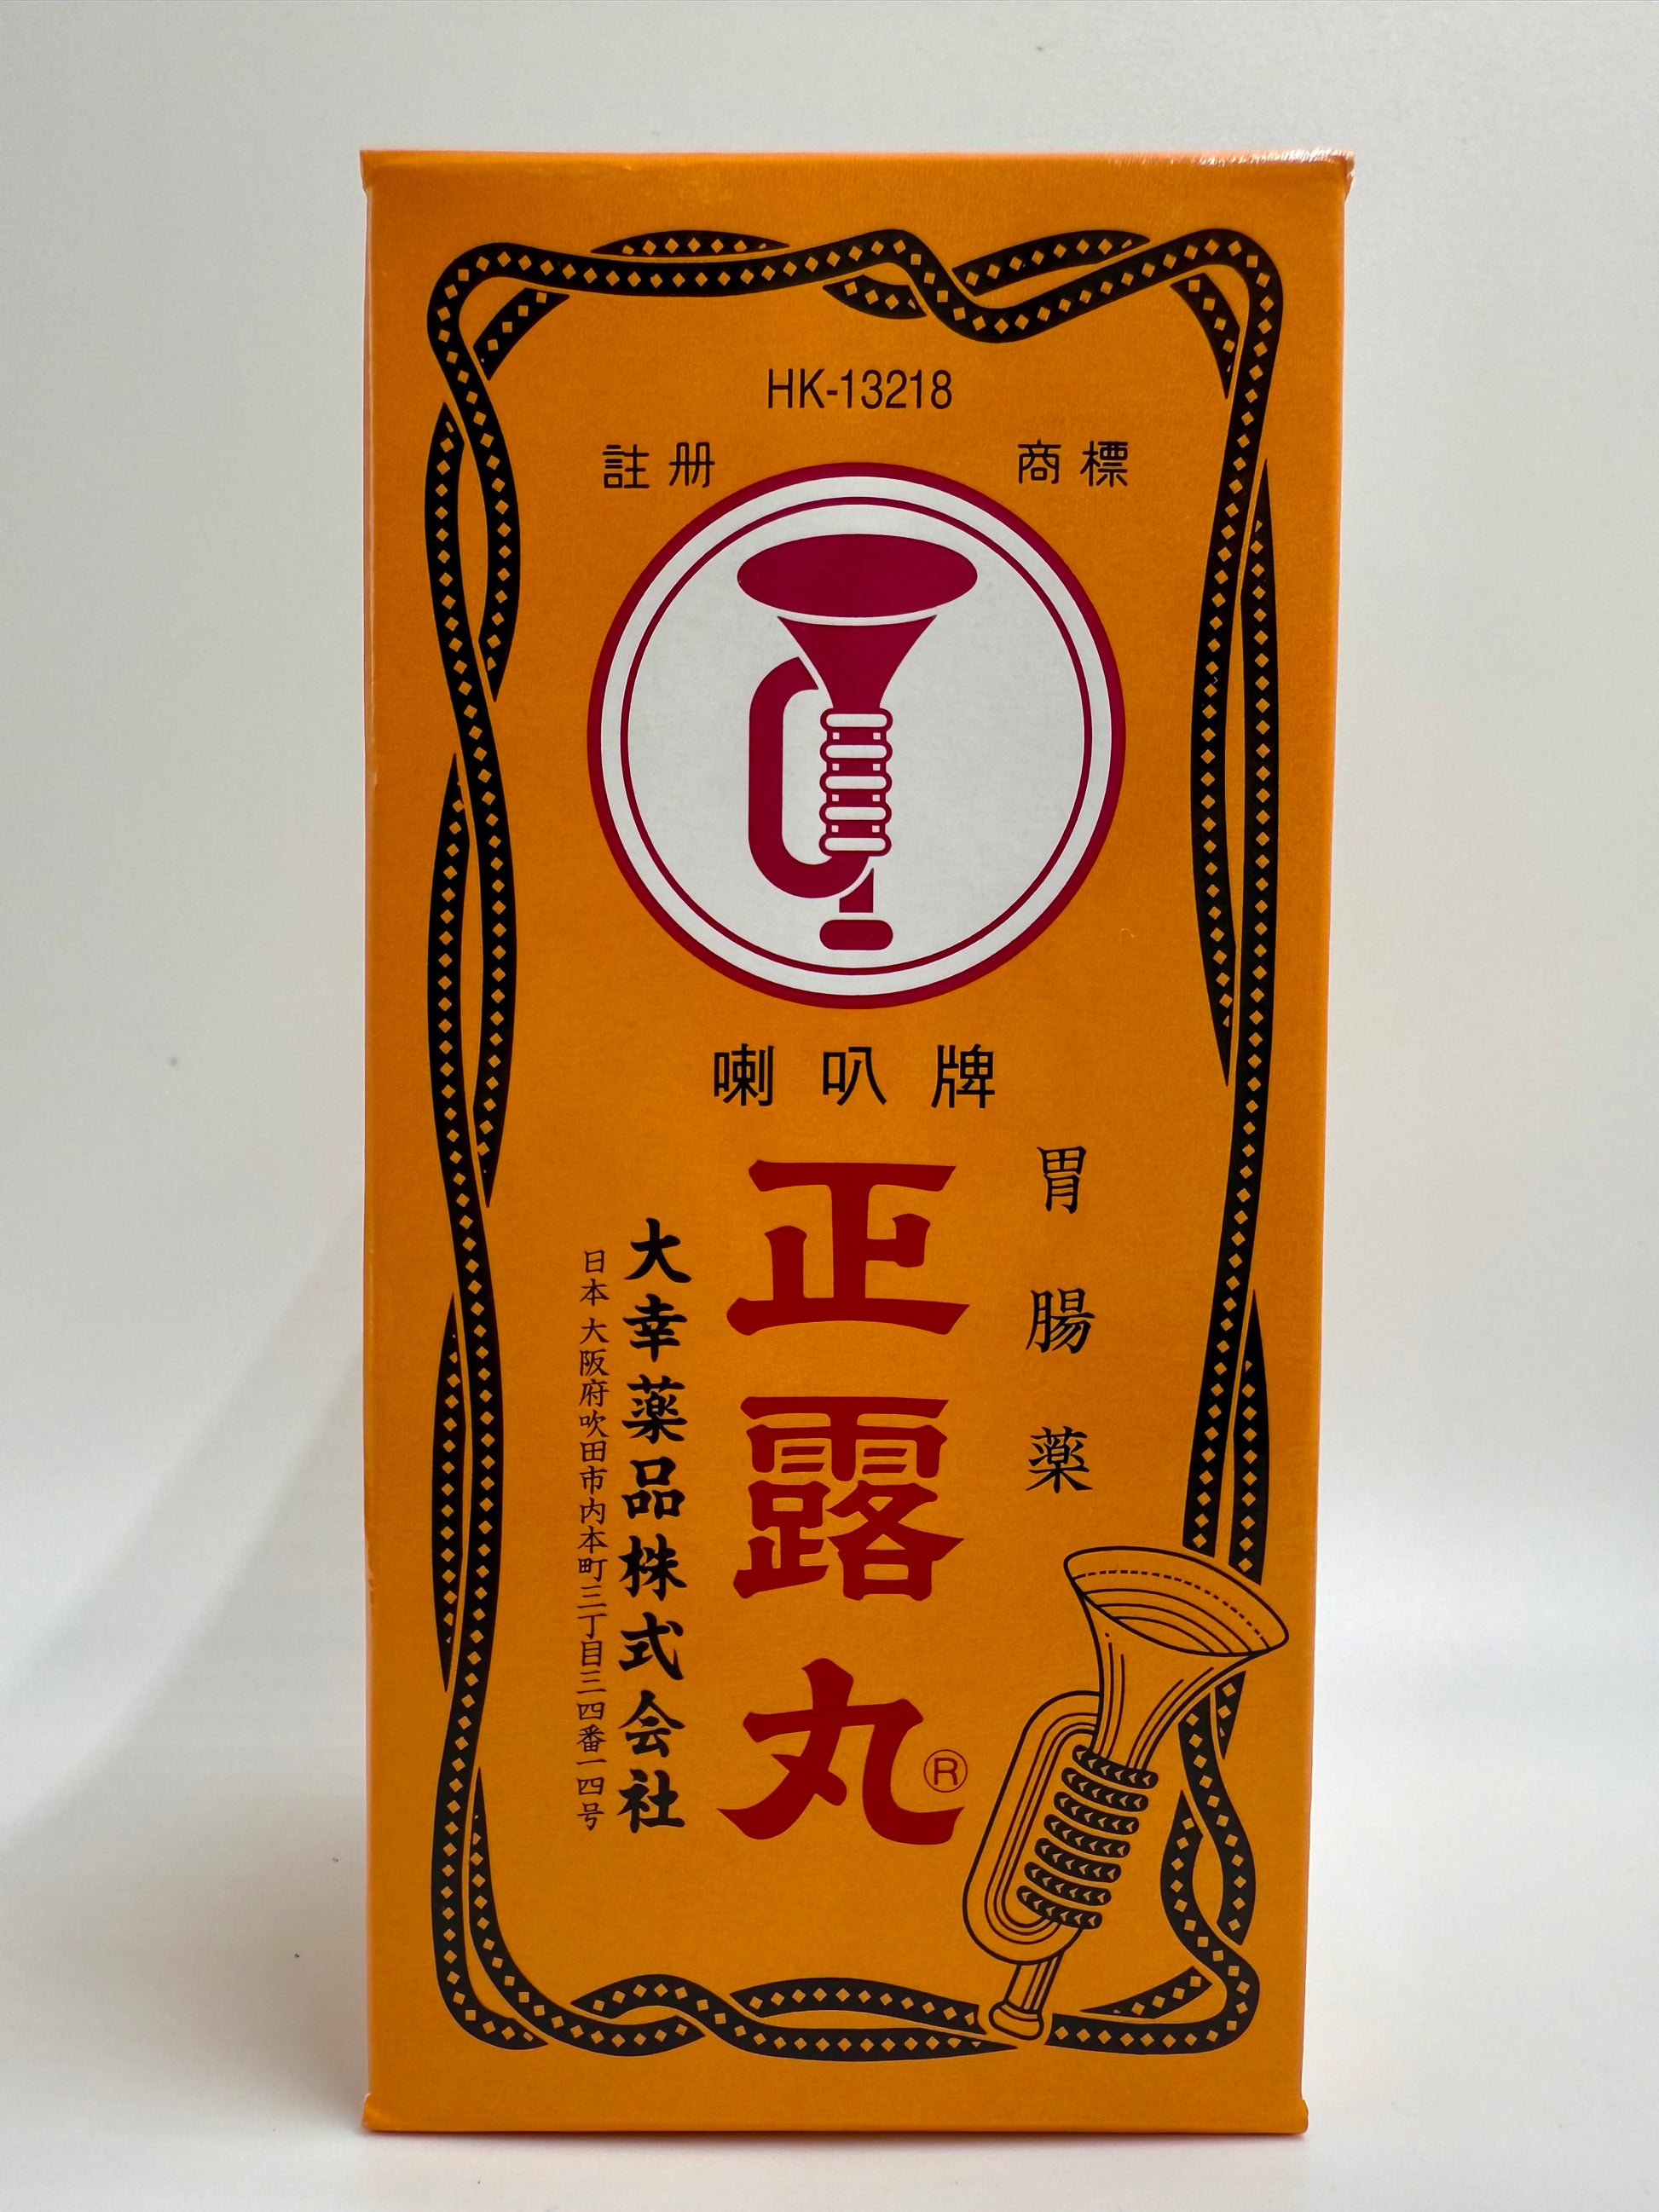 HK-13218
註册 商標
喇叭牌
胃腸薬
正露丸®
大幸薬品株式会社
日本 大阪府吹田市内本町三丁目三四番一四号